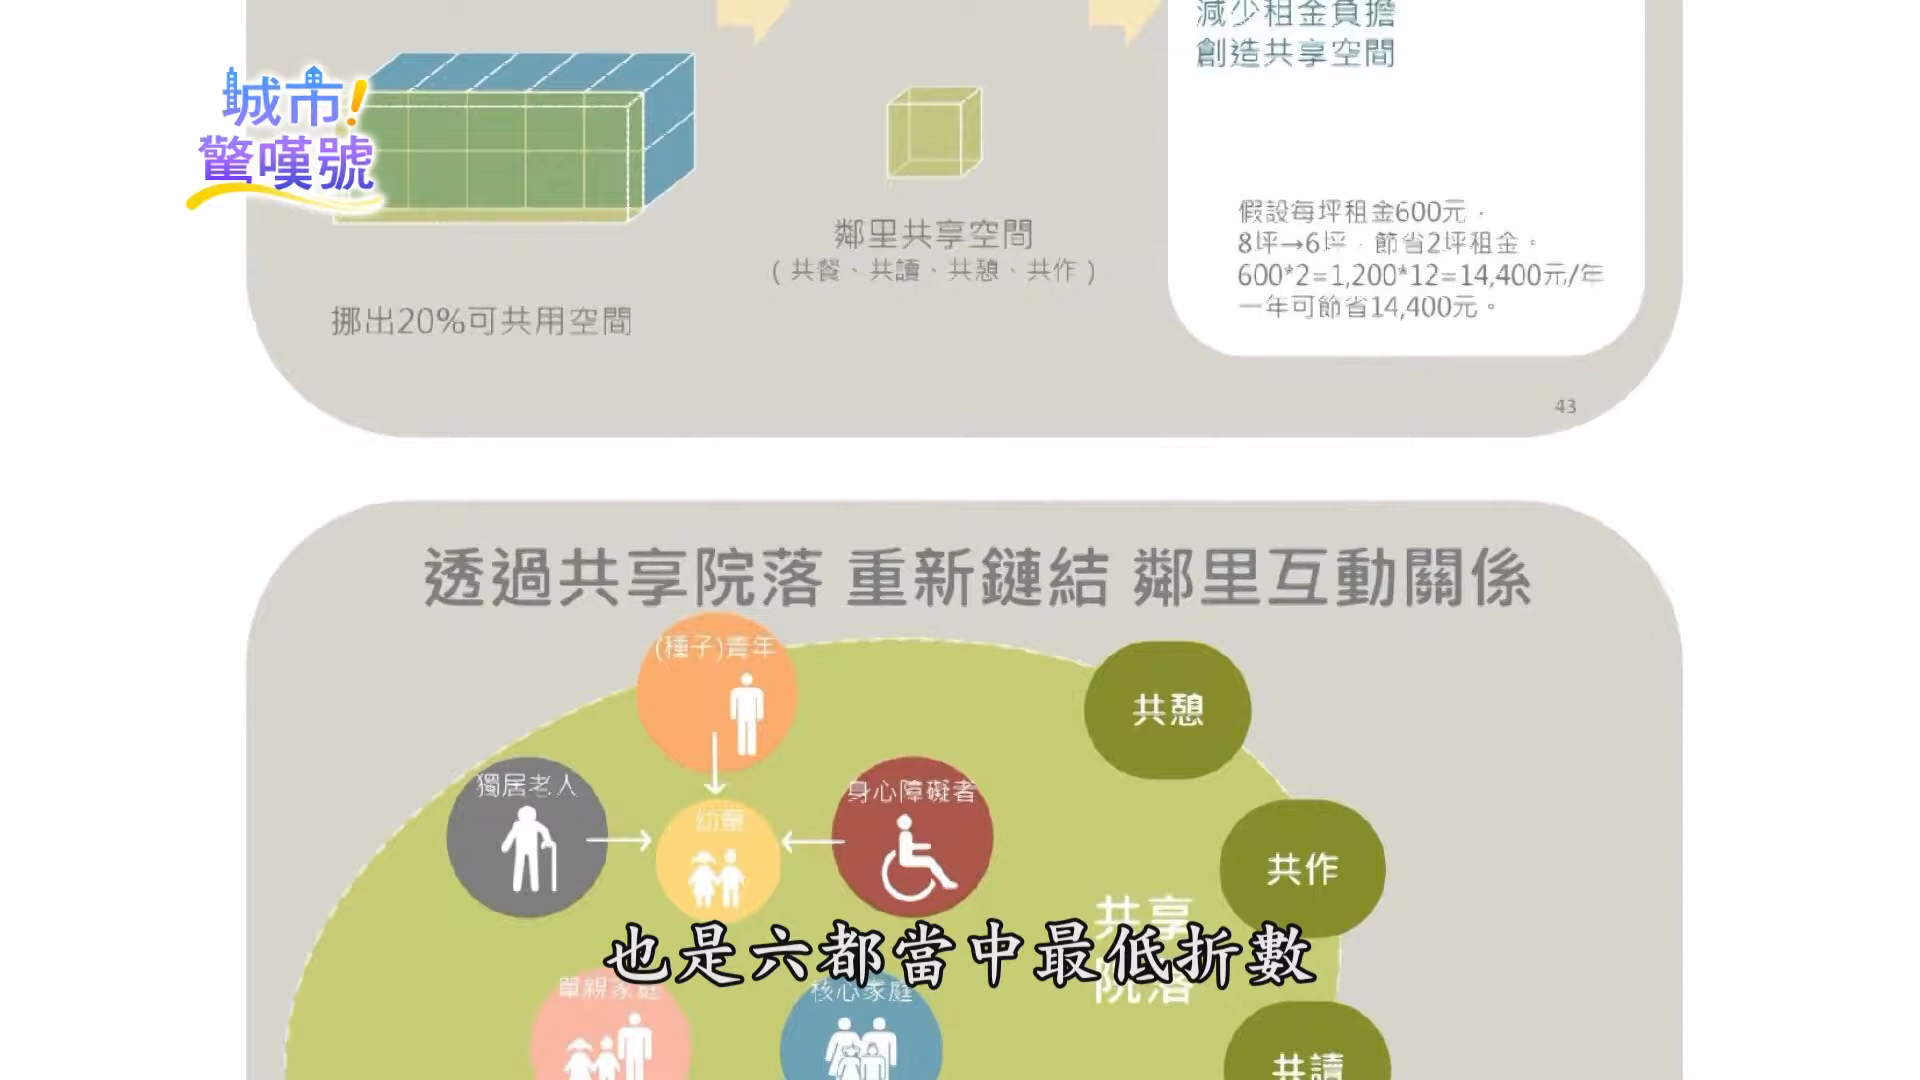 減少租金負擔
創造共享空間
城市!
驚嘆號
假設每坪租金600元，
8坪→6坪，節省2坪租金。
600*2=1,200*12=14,400元/年
一年可節省14,400元。
鄰里共享空間
(共餐、共讀、共憩、共作)
挪出20%可共用空間
43
透過共享院落 重新鏈結 鄰里互動關係
(種子)青年
共憩
獨居老人
身心障礙者
幼童
共作
共享
院落
也是六都當中最低折數
單親家庭
核心家庭
共讀